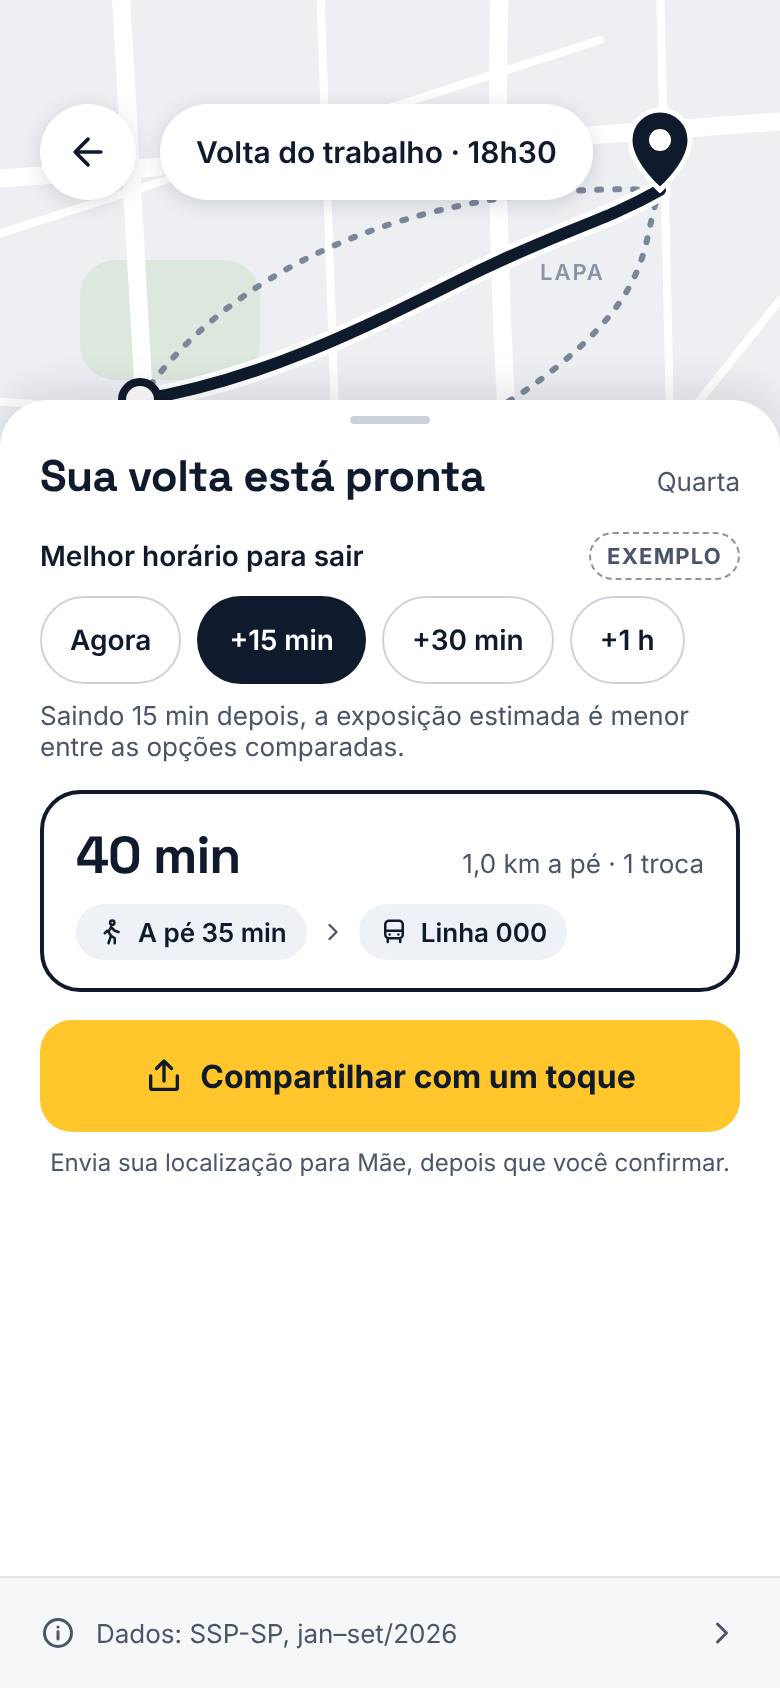 Volta do trabalho · 18h30
LAPA
Sua volta está pronta
Quarta
Melhor horário para sair
EXEMPLO
Agora
+15 min
+30 min
+1 h
Saindo 15 min depois, a exposição estimada é menor
entre as opções comparadas.
40 min
1,0 km a pé · 1 troca
A pé 35 min
Linha 000
Compartilhar com um toque
Envia sua localização para Mãe, depois que você confirmar.
Dados: SSP-SP, jan–set/2026